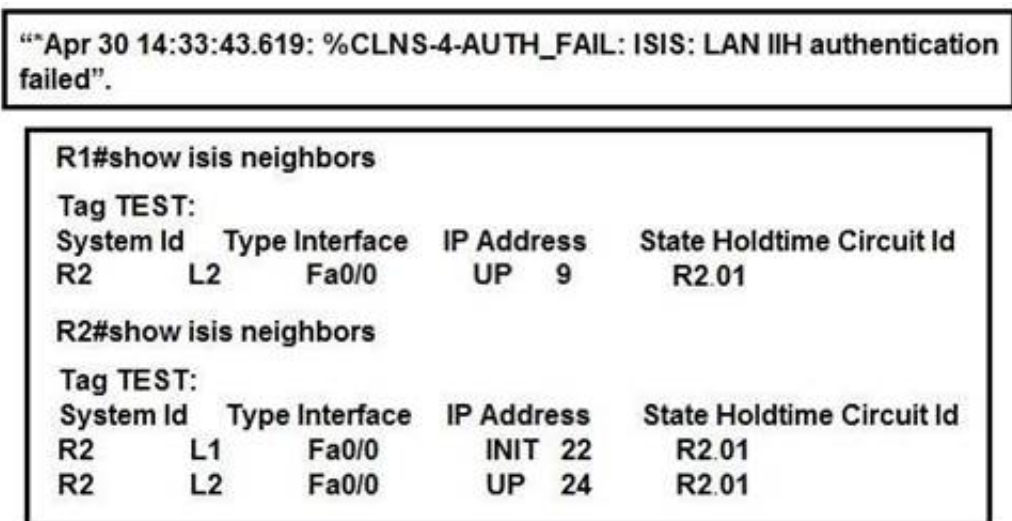 “*Apr 30 14:33:43.619: %CLNS-4-AUTH_FAIL: ISIS: LAN IIH authentication
failed”.
R1#show isis neighbors
Tag TEST:
System Id Type Interface IP Address State Holdtime Circuit Id
R2 L2 Fa0/0 UP 9 R2.01
R2#show isis neighbors
Tag TEST:
System Id Type Interface IP Address State Holdtime Circuit Id
R2 L1 Fa0/0 INIT 22 R2.01
R2 L2 Fa0/0 UP 24 R2.01